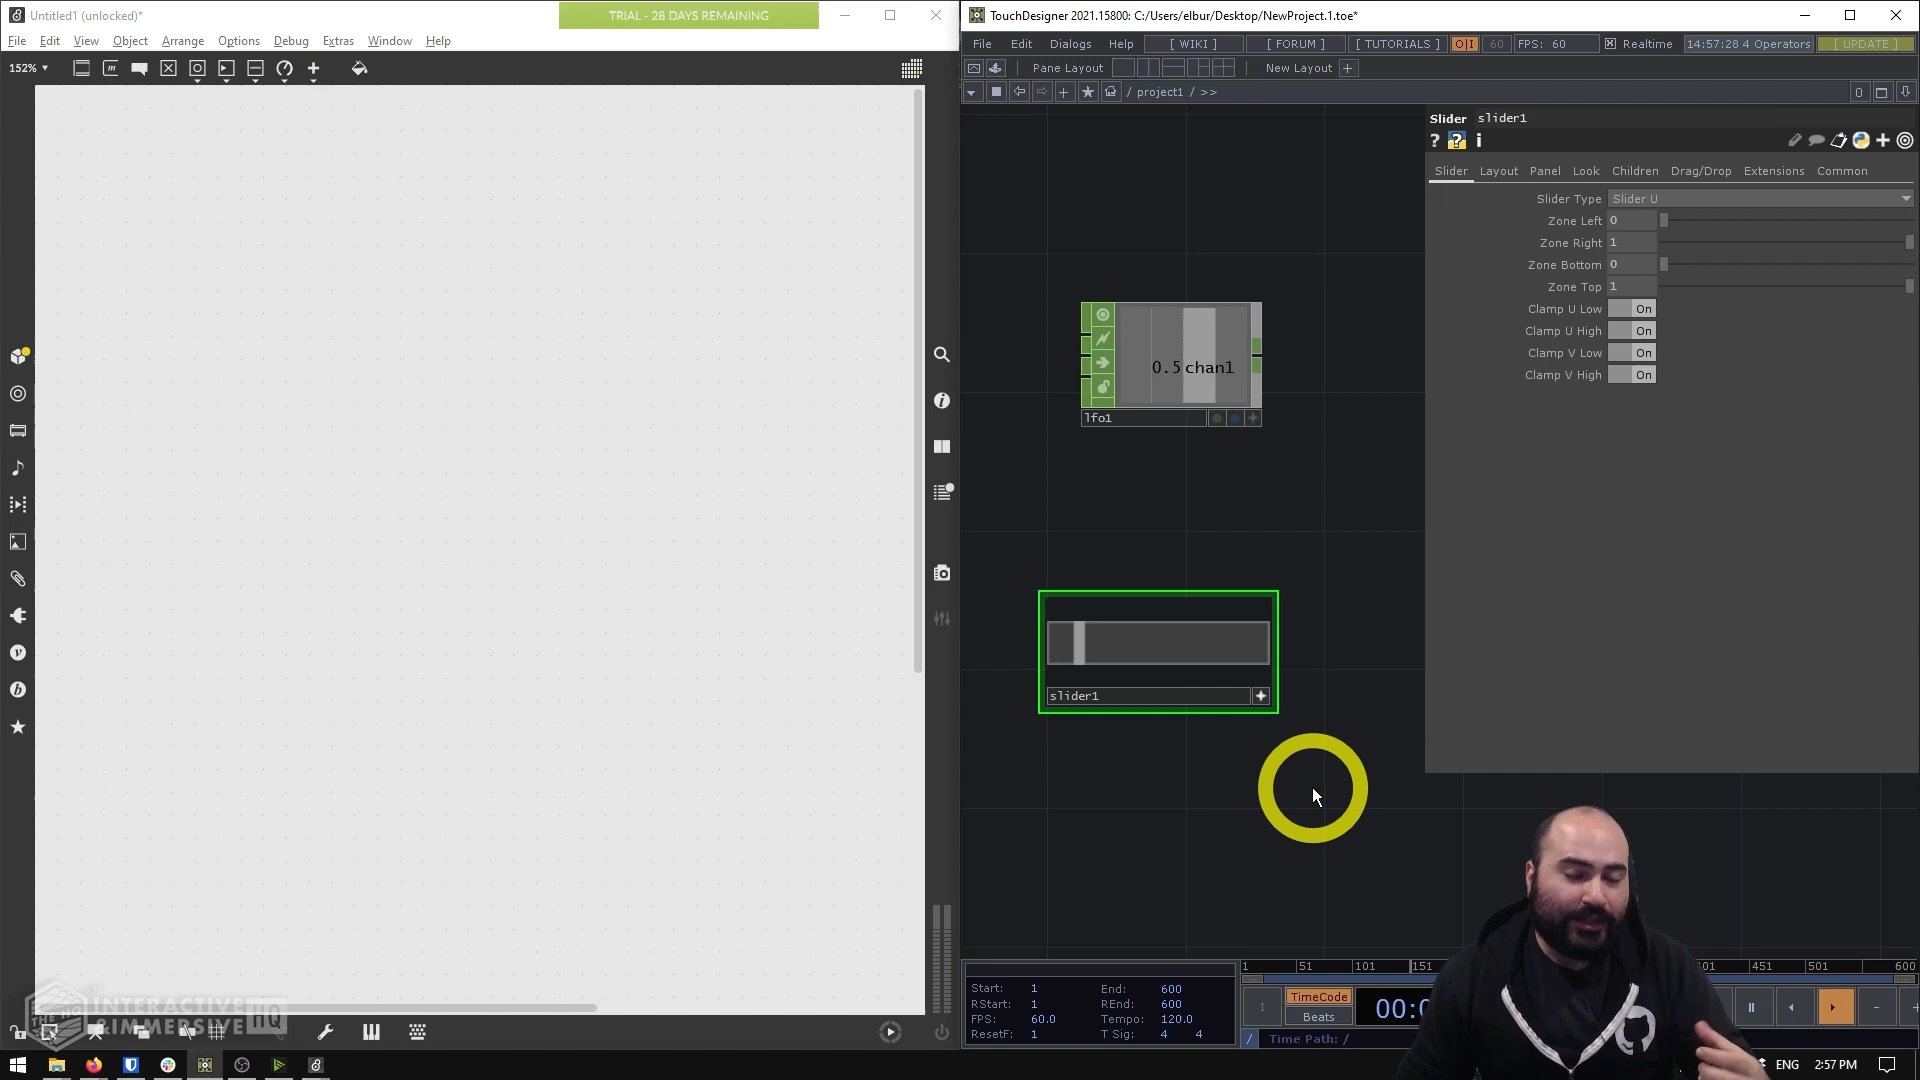 Untitled1 (unlocked)*
TRIAL - 28 DAYS REMAINING
File Edit View Object Arrange Options Debug Extras Window Help
152%
INTERACTIVE
& IMMERSIVE HQ
THE HQ
TouchDesigner 2021.15800: C:/Users/elbur/Desktop/NewProject.1.toe*
File Edit Dialogs Help [ WIKI ] [ FORUM ] [ TUTORIALS ] O|I 60 FPS: 60 Realtime 14:57:28 4 Operators [ UPDATE ]
Pane Layout New Layout +
/ project1 / >> 0
Slider slider1
? ? i
Slider Layout Panel Look Children Drag/Drop Extensions Common
Slider Type Slider U
Zone Left 0
Zone Right 1
Zone Bottom 0
Zone Top 1
Clamp U Low On
Clamp U High On
Clamp V Low On
Clamp V High On
0.5 chan1
lfo1
slider1
1 51 101 151 451 501 600
Start: 1 End: 600
RStart: 1 REnd: 600
FPS: 60.0 Tempo: 120.0
ResetF: 1 T Sig: 4 4
TimeCode
Beats
/ Time Path: /
ENG 2:57 PM